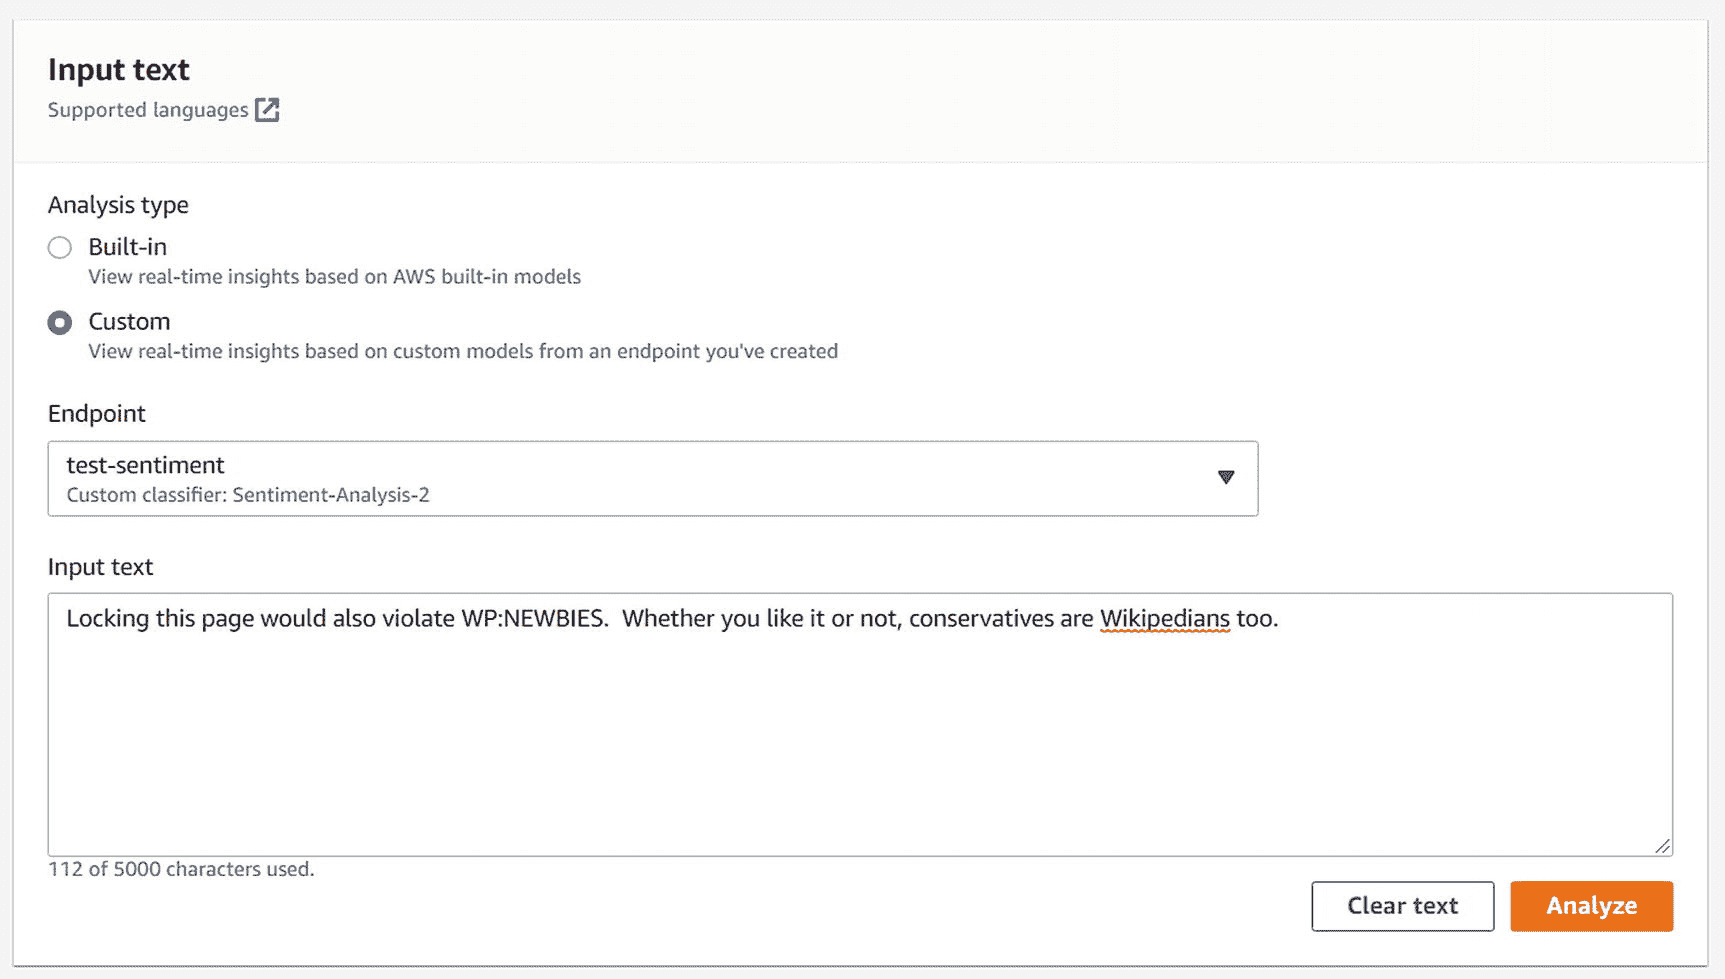 Input text
Supported languages
Analysis type
Built-in
View real-time insights based on AWS built-in models
Custom
View real-time insights based on custom models from an endpoint you've created
Endpoint
test-sentiment
Custom classifier: Sentiment-Analysis-2
Input text
Locking this page would also violate WP:NEWBIES.  Whether you like it or not, conservatives are Wikipedians too.
112 of 5000 characters used.
Clear text
Analyze